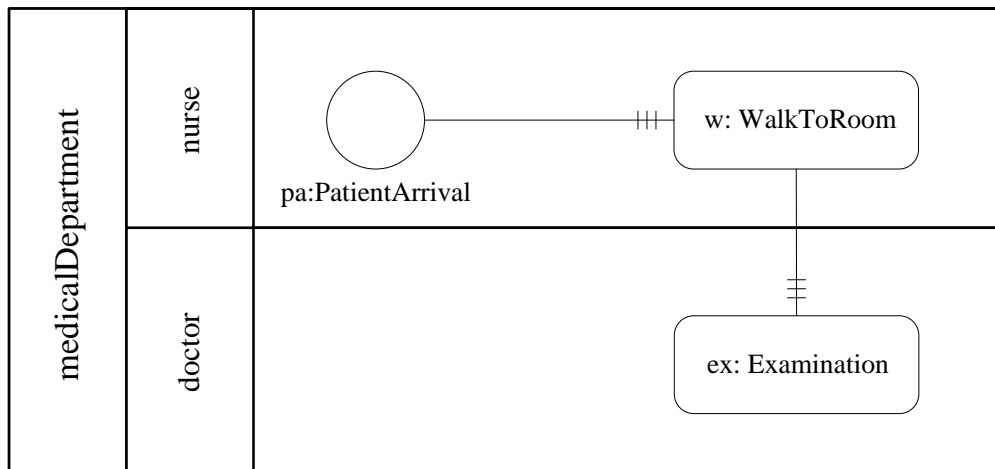 medicalDepartment
nurse
pa:PatientArrival
w: WalkToRoom
doctor
ex: Examination